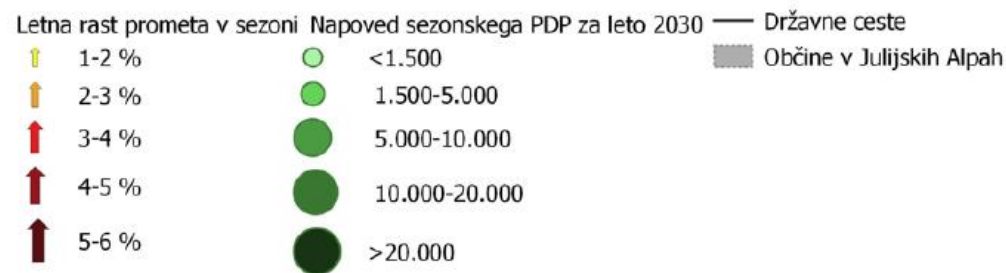 Letna rast prometa v sezoni
1-2 %
2-3 %
3-4 %
4-5 %
5-6 %
Napoved sezonskega PDP za leto 2030
<1.500
1.500-5.000
5.000-10.000
10.000-20.000
>20.000
Državne ceste
Občine v Julijskih Alpah